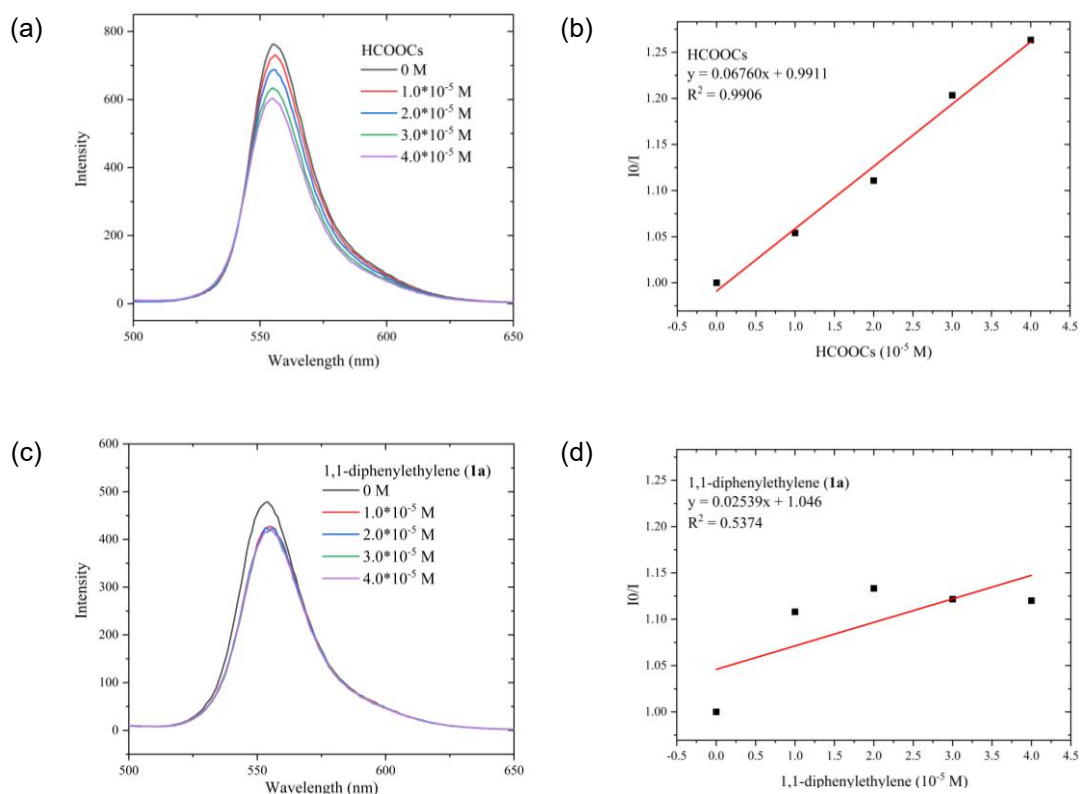 (a)
800
600
400
200
0
Intensity
HCOOCs
0 M
1.0*10⁻⁵ M
2.0*10⁻⁵ M
3.0*10⁻⁵ M
4.0*10⁻⁵ M
500 550 600 650
Wavelength (nm)
(b)
1.25
1.20
1.15
1.10
1.05
1.00
I0/I
HCOOCs
y = 0.06760x + 0.9911
R² = 0.9906
-0.5 0.0 0.5 1.0 1.5 2.0 2.5 3.0 3.5 4.0 4.5
HCOOCs (10⁻⁵ M)
(c)
600
500
400
300
200
100
0
Intensity
1,1-diphenylethylene (1a)
0 M
1.0*10⁻⁵ M
2.0*10⁻⁵ M
3.0*10⁻⁵ M
4.0*10⁻⁵ M
500 550 600 650
Wavelength (nm)
(d)
1.25
1.20
1.15
1.10
1.05
1.00
I0/I
1,1-diphenylethylene (1a)
y = 0.02539x + 1.046
R² = 0.5374
-0.5 0.0 0.5 1.0 1.5 2.0 2.5 3.0 3.5 4.0 4.5
1,1-diphenylethylene (10⁻⁵ M)